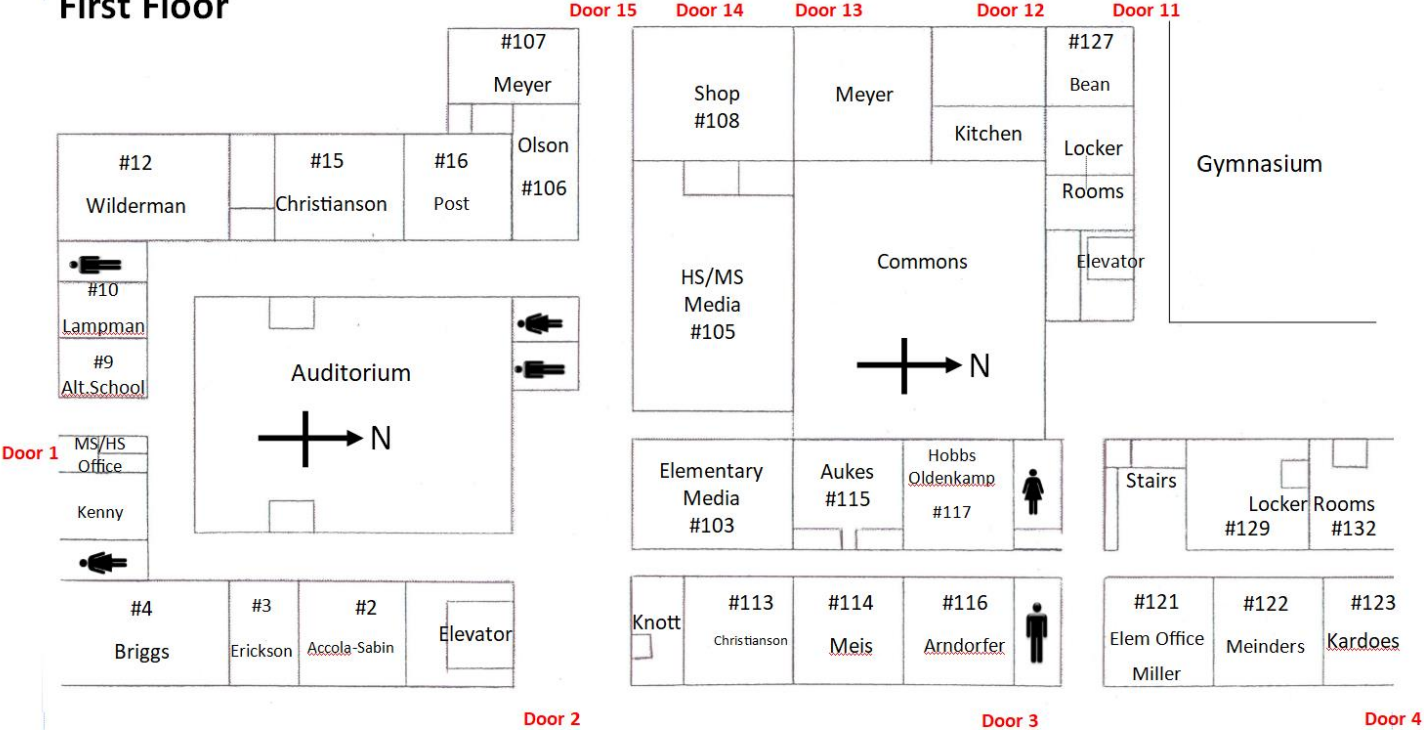 First Floor
Door 15
Door 14
Door 13
Door 12
Door 11
#107
Meyer
Shop
#108
Meyer
Kitchen
#127
Bean
Locker
Rooms
Gymnasium
Elevator
#12
Wilderman
#15
Christianson
#16
Post
Olson
#106
#10
Lampman
#9
Alt.School
Auditorium
N
HS/MS
Media
#105
Commons
N
Door 1
MS/HS
Office
Kenny
Elementary
Media
#103
Aukes
#115
Hobbs
Oldenkamp
#117
Stairs
Locker Rooms
#129
#132
#4
Briggs
#3
Erickson
#2
Accola-Sabin
Elevator
Knott
#113
Christianson
#114
Meis
#116
Arndorfer
#121
Elem Office
Miller
#122
Meinders
#123
Kardoes
Door 2
Door 3
Door 4